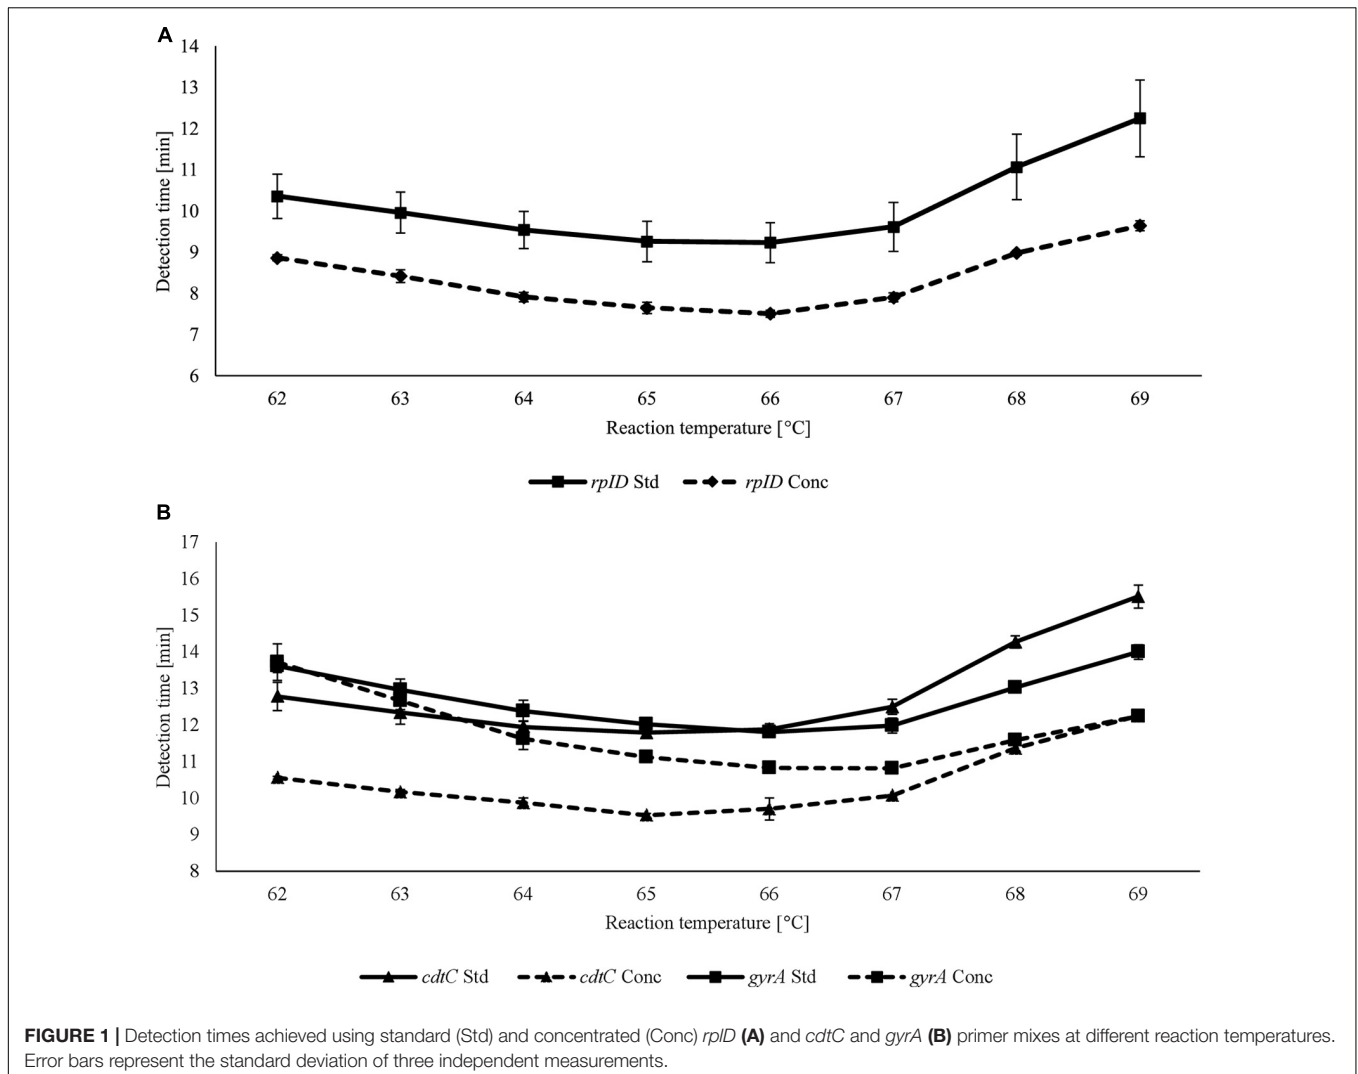 A
14
13
12
11
10
9
8
7
6
Detection time [min]
62 63 64 65 66 67 68 69
Reaction temperature [°C]
rplD Std rplD Conc
B
17
16
15
14
13
12
11
10
9
8
Detection time [min]
62 63 64 65 66 67 68 69
Reaction temperature [°C]
cdtC Std cdtC Conc gyrA Std gyrA Conc
FIGURE 1 | Detection times achieved using standard (Std) and concentrated (Conc) rplD (A) and cdtC and gyrA (B) primer mixes at different reaction temperatures.
Error bars represent the standard deviation of three independent measurements.